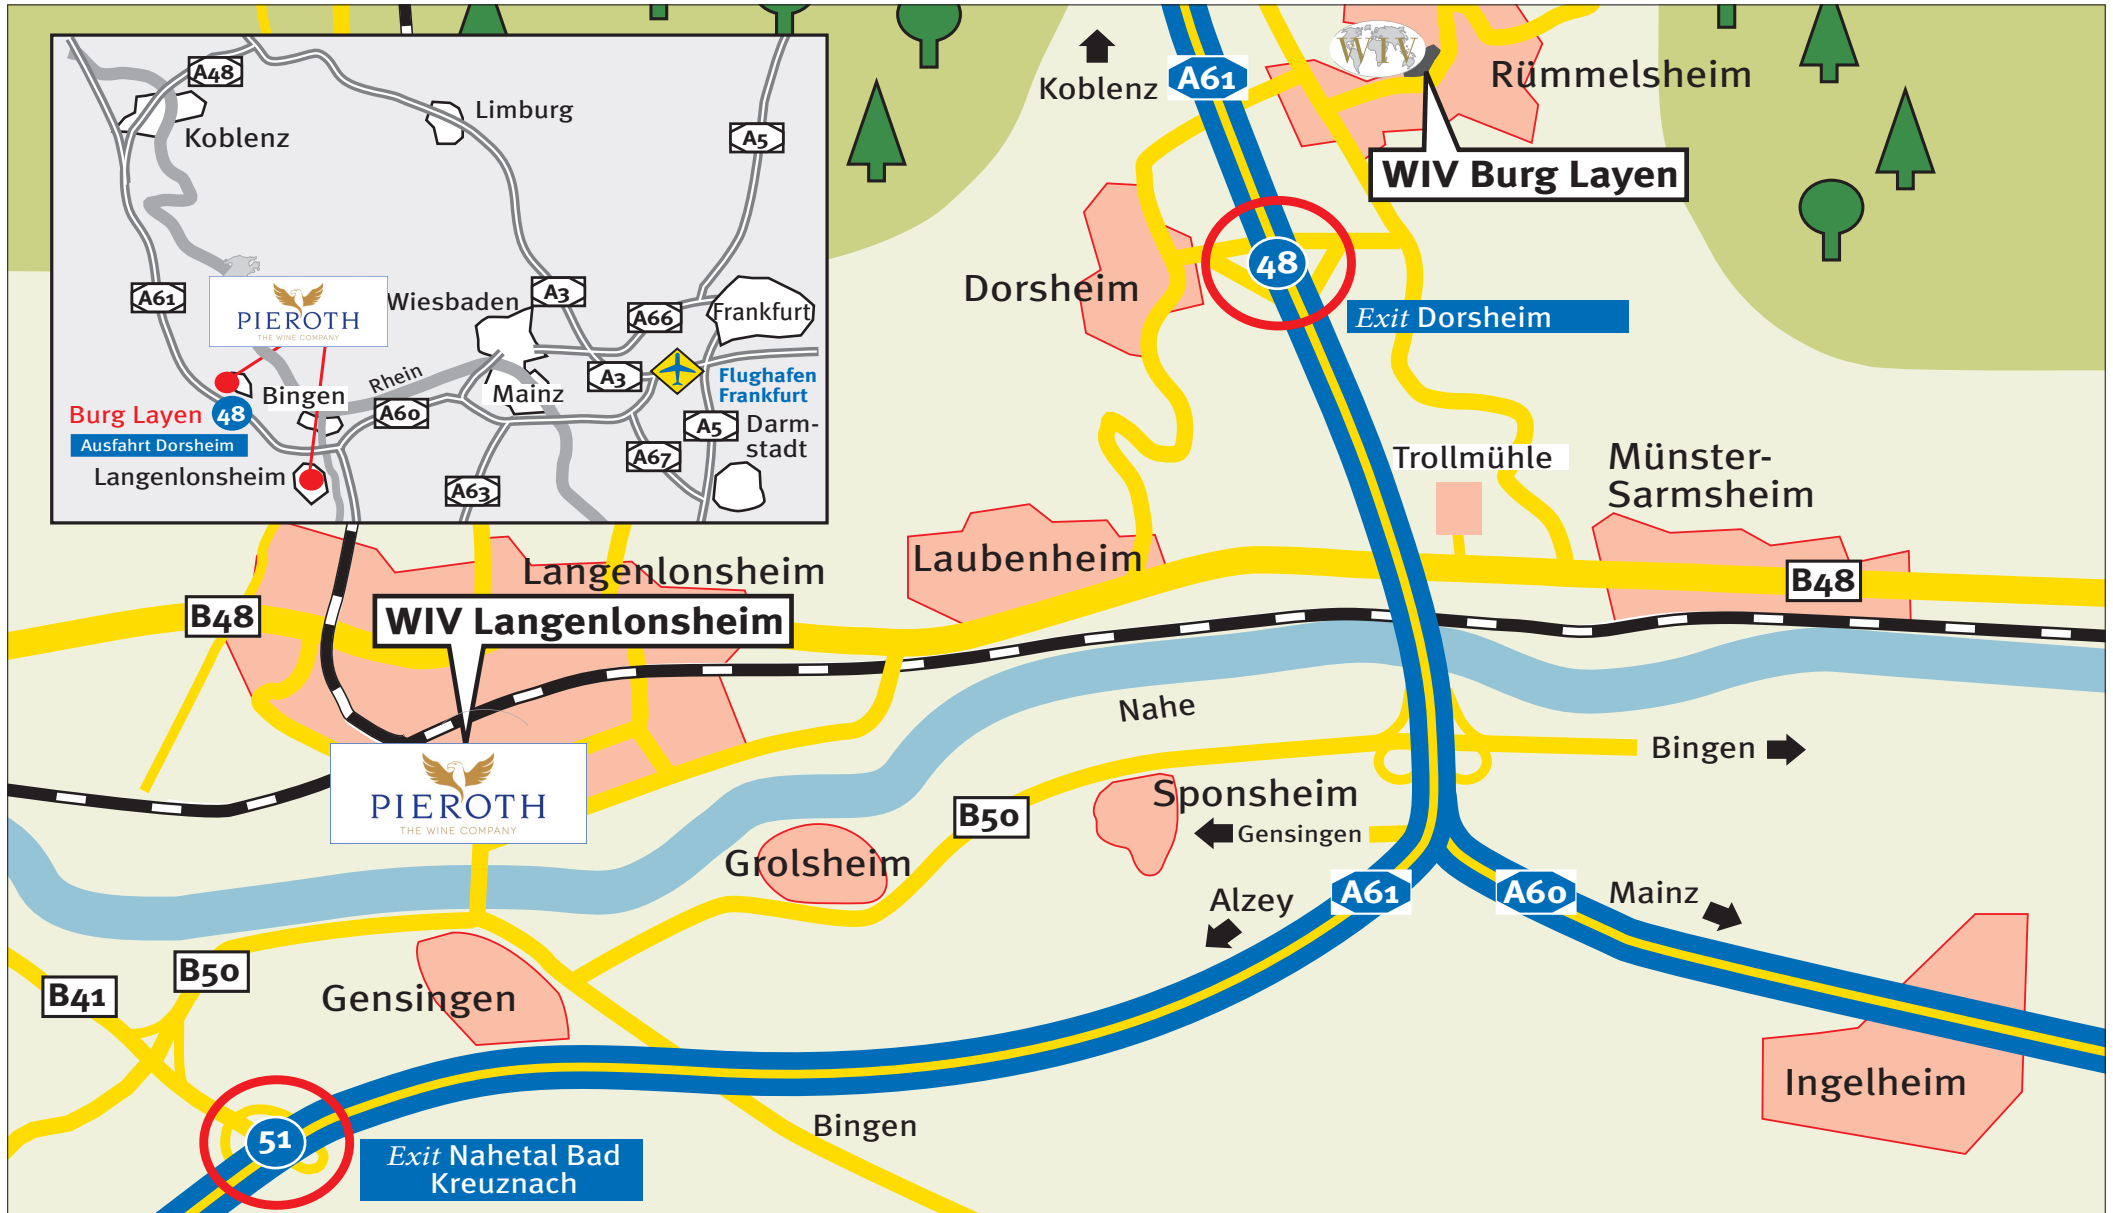 A48
Koblenz
Limburg
A5
A61
PIEROTH
THE WINE COMPANY
Wiesbaden
A3
A66
Frankfurt
A3
Flughafen
Frankfurt
Rhein
Bingen
Mainz
A60
Burg Layen
48
Ausfahrt Dorsheim
A5
Darm-
stadt
A67
Langenlonsheim
A63
Koblenz
A61
WIV
Rümmelsheim
WIV Burg Layen
Dorsheim
48
Exit Dorsheim
Trollmühle
Münster-
Sarmsheim
Laubenheim
B48
Langenlonsheim
B48
WIV Langenlonsheim
Nahe
Bingen
PIEROTH
THE WINE COMPANY
Sponsheim
B50
Gensingen
Grolsheim
Alzey
A61
A60
Mainz
B50
B41
Gensingen
Ingelheim
Bingen
51
Exit Nahetal Bad
Kreuznach